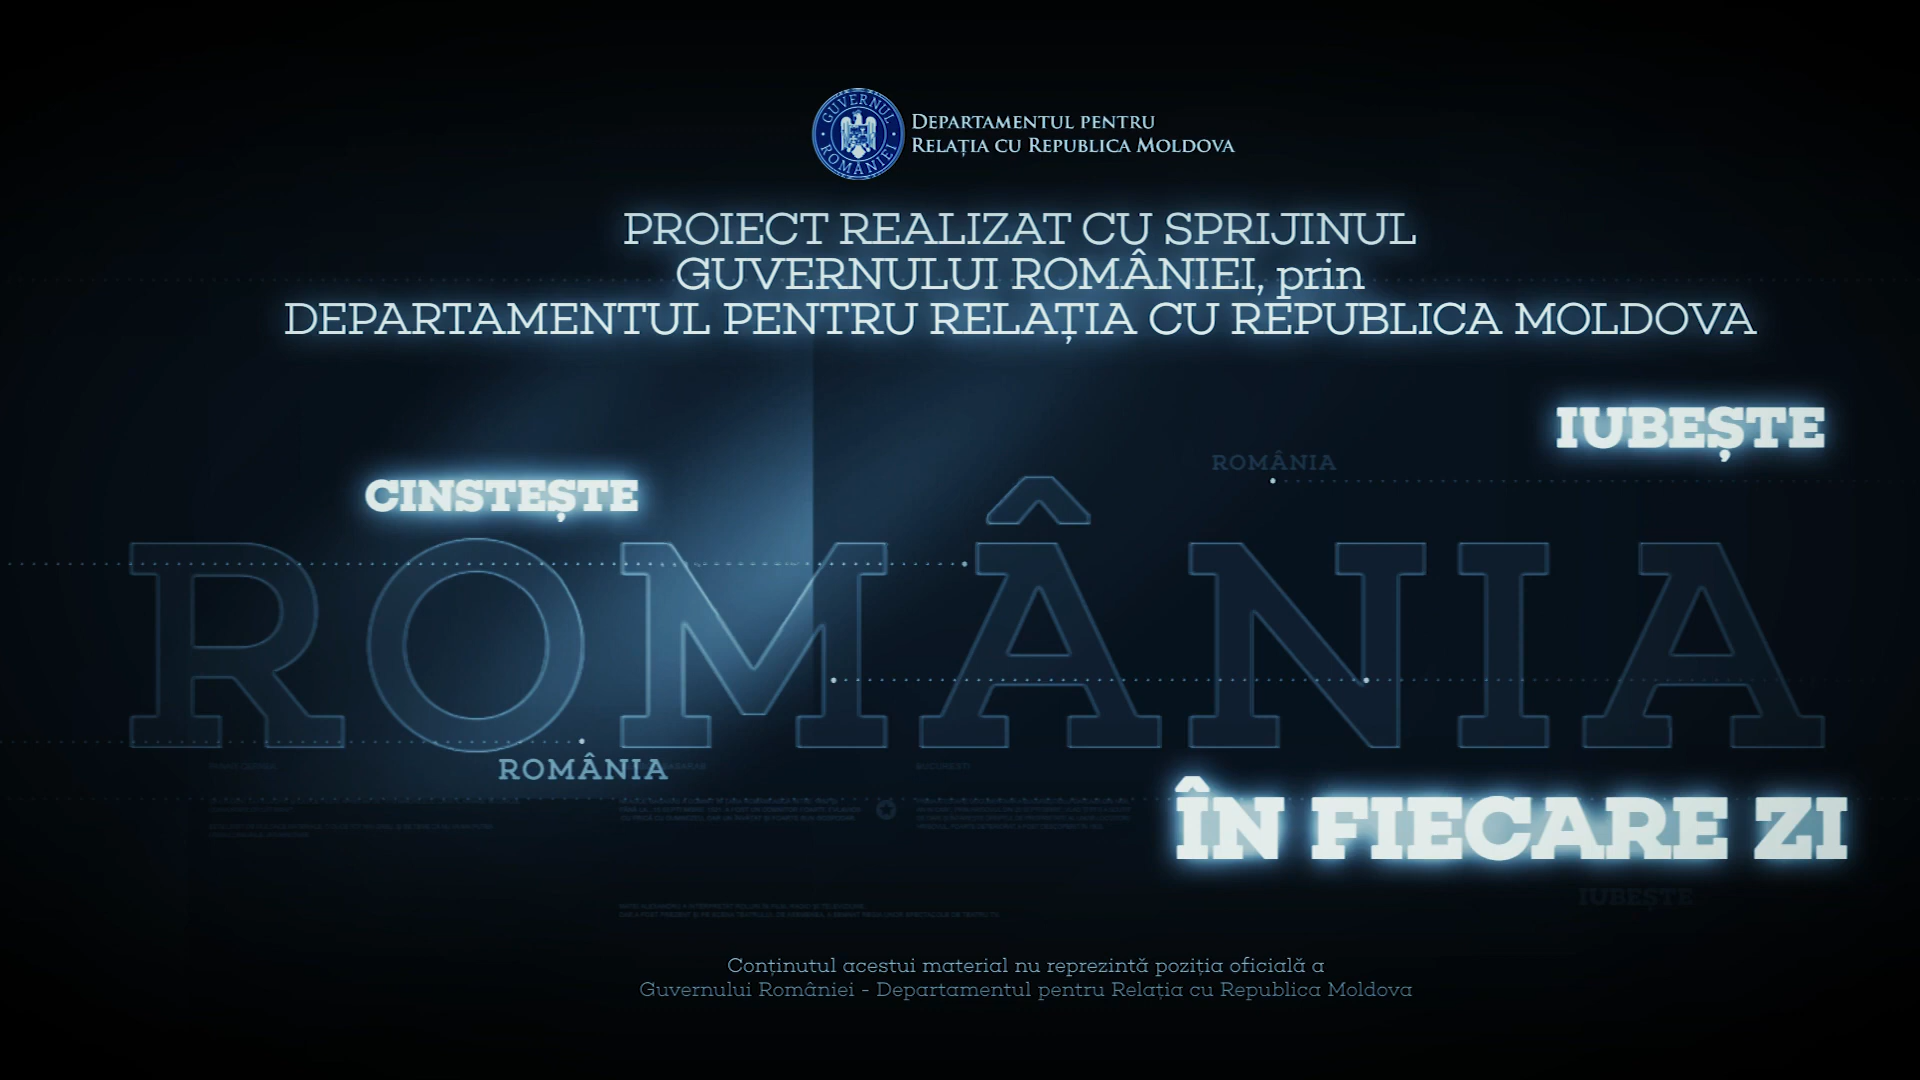 GUVERNUL ROMÂNIEI
DEPARTAMENTUL PENTRU
RELAȚIA CU REPUBLICA MOLDOVA
PROIECT REALIZAT CU SPRIJINUL
GUVERNULUI ROMÂNIEI, prin
DEPARTAMENTUL PENTRU RELAȚIA CU REPUBLICA MOLDOVA
IUBEȘTE
ROMÂNIA
CINSTEȘTE
ROMÂNIA
ROMÂNIA
BUCUREȘTI
ÎN FIECARE ZI
IUBEȘTE
Conținutul acestui material nu reprezintă poziția oficială a
Guvernului României - Departamentul pentru Relația cu Republica Moldova